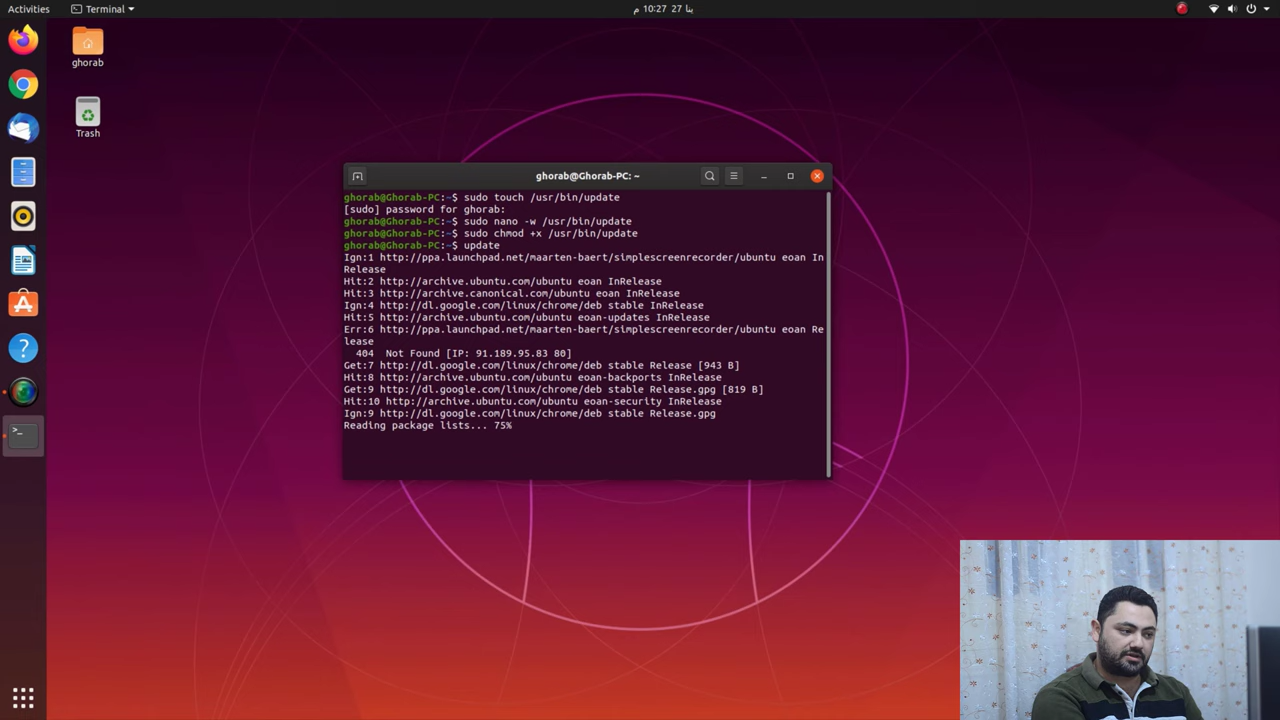 Activities
Terminal
ينا 27 10:27 م
ghorab
Trash
ghorab@Ghorab-PC: ~
ghorab@Ghorab-PC:~$ sudo touch /usr/bin/update
[sudo] password for ghorab:
ghorab@Ghorab-PC:~$ sudo nano -w /usr/bin/update
ghorab@Ghorab-PC:~$ sudo chmod +x /usr/bin/update
ghorab@Ghorab-PC:~$ update
Ign:1 http://ppa.launchpad.net/maarten-baert/simplescreenrecorder/ubuntu eoan In
Release
Hit:2 http://archive.ubuntu.com/ubuntu eoan InRelease
Hit:3 http://archive.canonical.com/ubuntu eoan InRelease
Ign:4 http://dl.google.com/linux/chrome/deb stable InRelease
Hit:5 http://archive.ubuntu.com/ubuntu eoan-updates InRelease
Err:6 http://ppa.launchpad.net/maarten-baert/simplescreenrecorder/ubuntu eoan Re
lease
404  Not Found [IP: 91.189.95.83 80]
Get:7 http://dl.google.com/linux/chrome/deb stable Release [943 B]
Hit:8 http://archive.ubuntu.com/ubuntu eoan-backports InRelease
Get:9 http://dl.google.com/linux/chrome/deb stable Release.gpg [819 B]
Hit:10 http://archive.ubuntu.com/ubuntu eoan-security InRelease
Ign:9 http://dl.google.com/linux/chrome/deb stable Release.gpg
Reading package lists... 75%